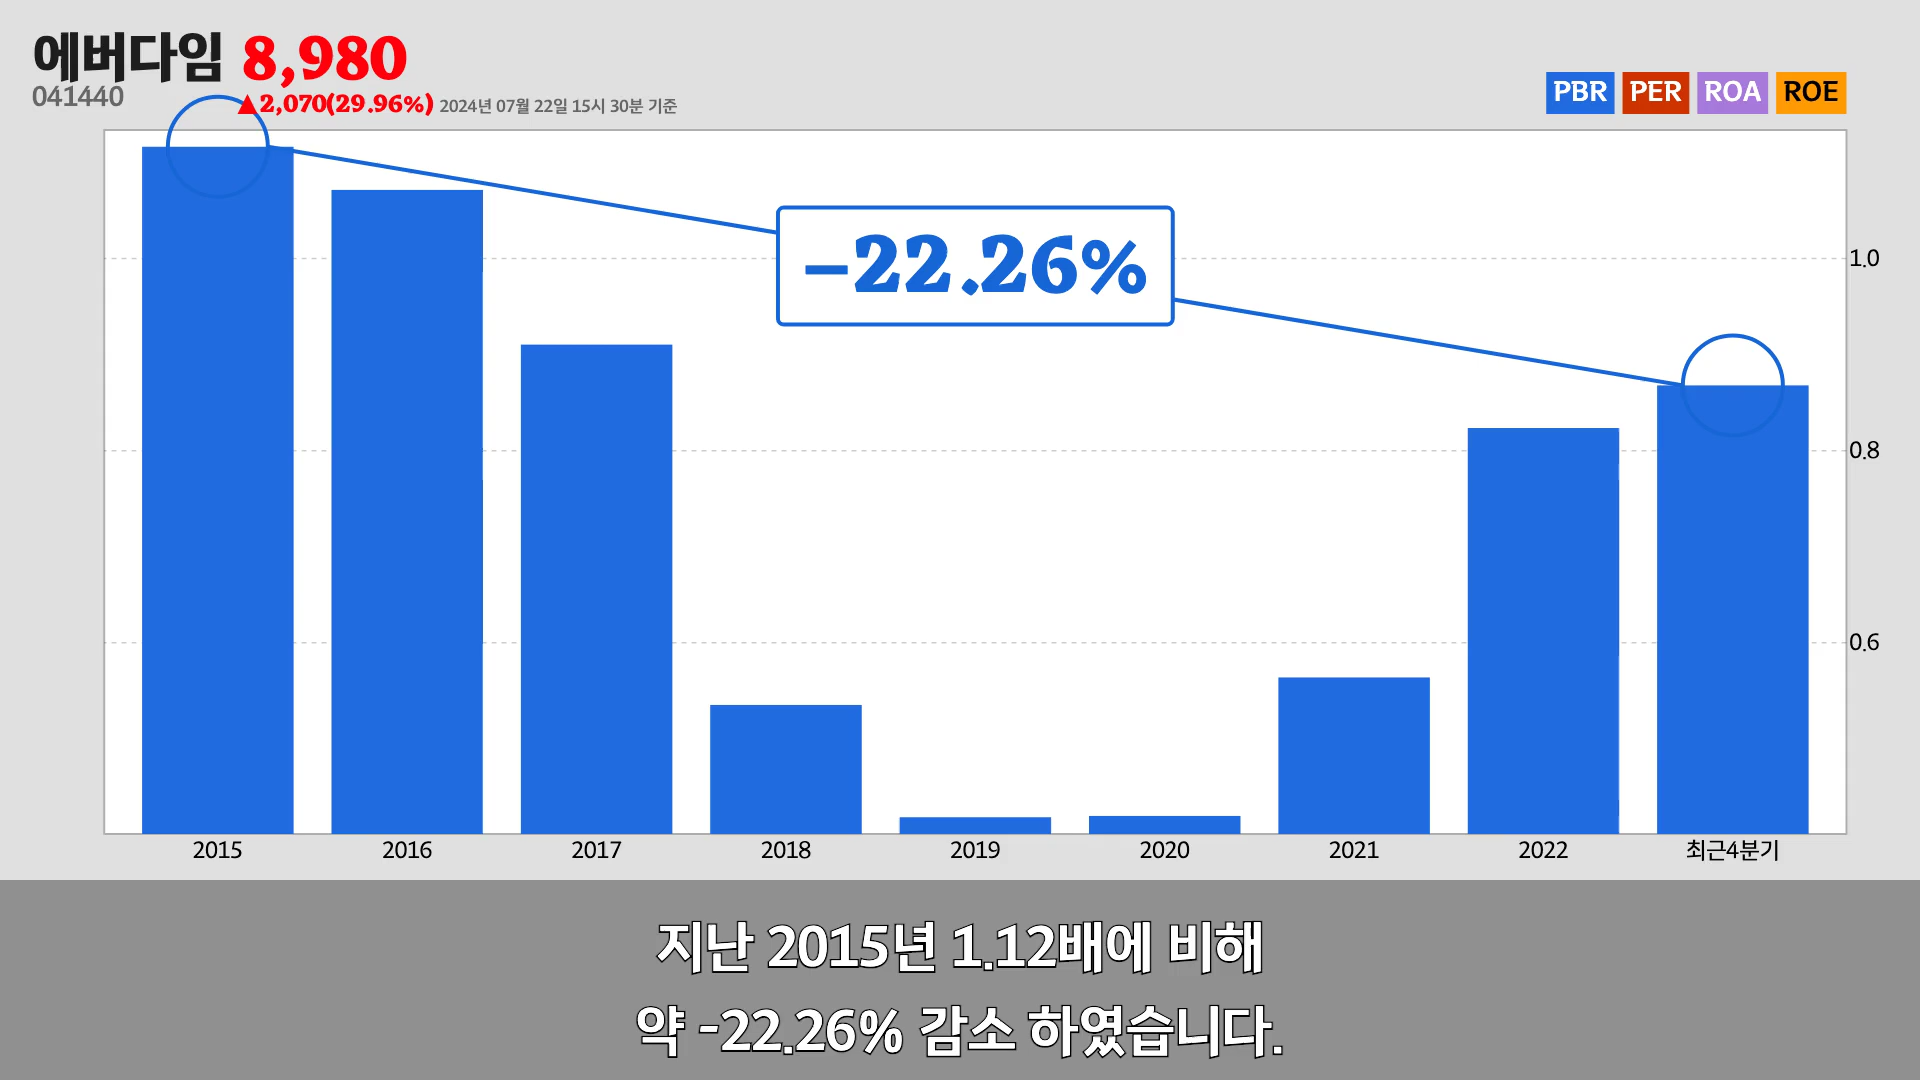 에버다임 8,980
041440
▲2,070(29.96%) 2024년 07월 22일 15시 30분 기준
PBR PER ROA ROE
-22.26%
1.0
0.8
0.6
2015 2016 2017 2018 2019 2020 2021 2022 최근4분기
지난 2015년 1.12배에 비해
약 -22.26% 감소 하였습니다.